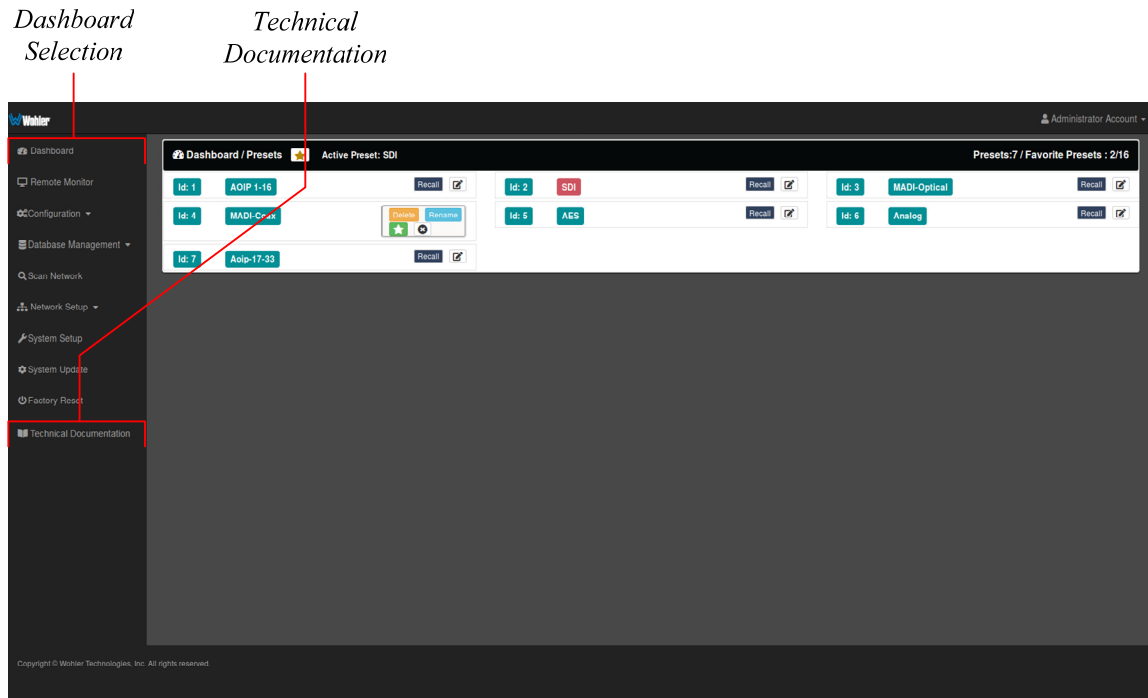 Dashboard
Selection
Technical
Documentation
Wohler
Administrator Account
Dashboard
Remote Monitor
Configuration
Database Management
Scan Network
Network Setup
System Setup
System Update
Factory Reset
Technical Documentation
Dashboard / Presets
Active Preset: SDI
Presets:7 / Favorite Presets : 2/16
Id: 1 AOIP 1-16 Recall
Id: 2 SDI Recall
Id: 3 MADI-Optical Recall
Id: 4 MADI-Coax Delete Rename
Id: 5 AES Recall
Id: 6 Analog Recall
Id: 7 Aoip-17-33 Recall
Copyright © Wohler Technologies, Inc. All rights reserved.